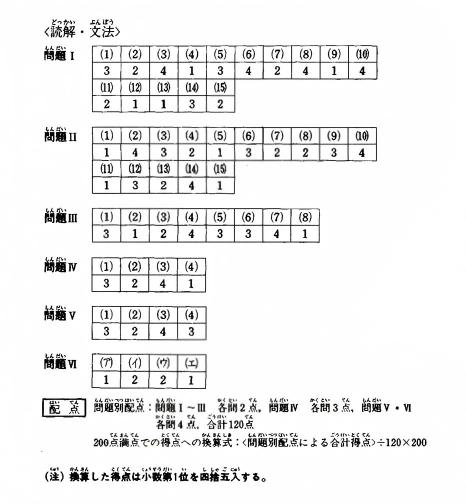 〈読解・文法〉
問題Ⅰ
(1) (2) (3) (4) (5) (6) (7) (8) (9) (10)
3 2 4 1 3 4 2 4 1 4
(11) (12) (13) (14) (15)
2 1 1 3 2
問題Ⅱ
(1) (2) (3) (4) (5) (6) (7) (8) (9) (10)
1 4 3 2 1 3 2 2 3 4
(11) (12) (13) (14) (15)
1 3 2 4 1
問題Ⅲ
(1) (2) (3) (4) (5) (6) (7) (8)
3 1 2 4 3 3 4 1
問題Ⅳ
(1) (2) (3) (4)
3 2 4 1
問題Ⅴ
(1) (2) (3) (4)
3 2 4 3
問題Ⅵ
(ア) (イ) (ウ) (エ)
1 2 2 1
配点 問題別配点:問題Ⅰ~Ⅲ 各問2点,問題Ⅳ 各問3点,問題Ⅴ・Ⅵ
各問4点,合計120点
200点満点での得点への換算式:〈問題別配点による合計得点〉÷120×200
(注) 換算した得点は小数第1位を四捨五入する。